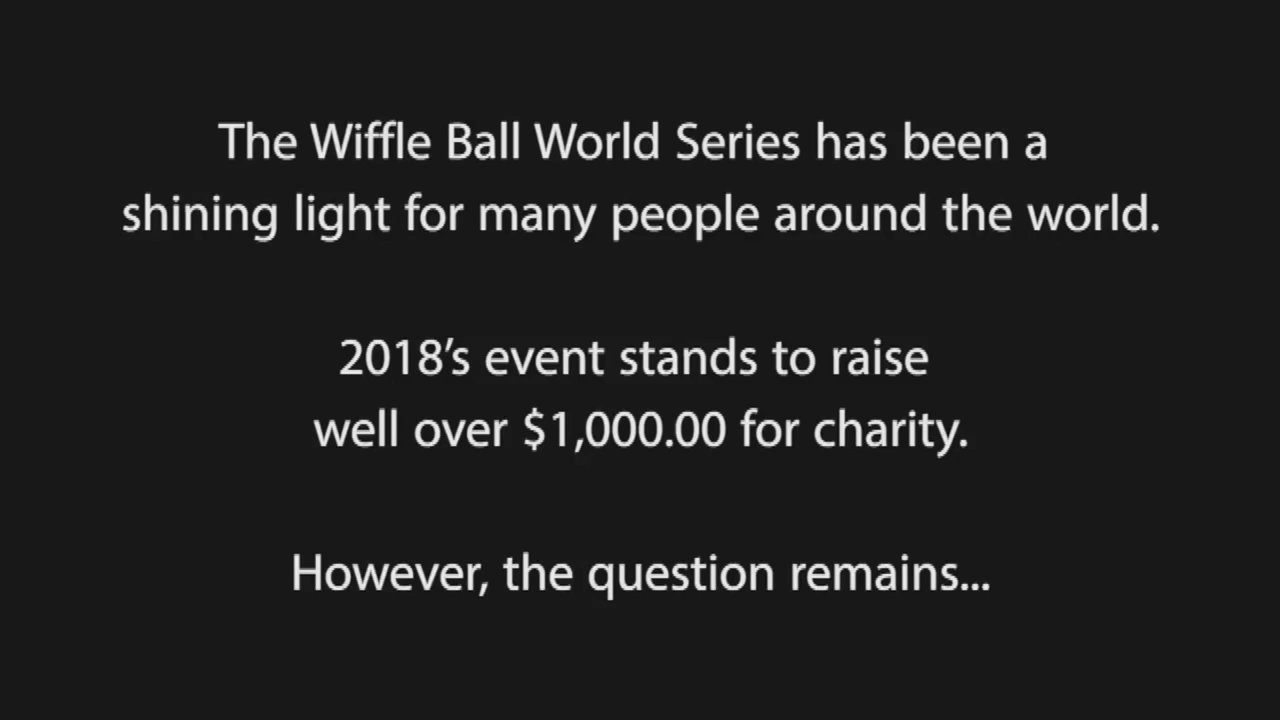 The Wiffle Ball World Series has been a
shining light for many people around the world.
2018’s event stands to raise
well over $1,000.00 for charity.
However, the question remains...